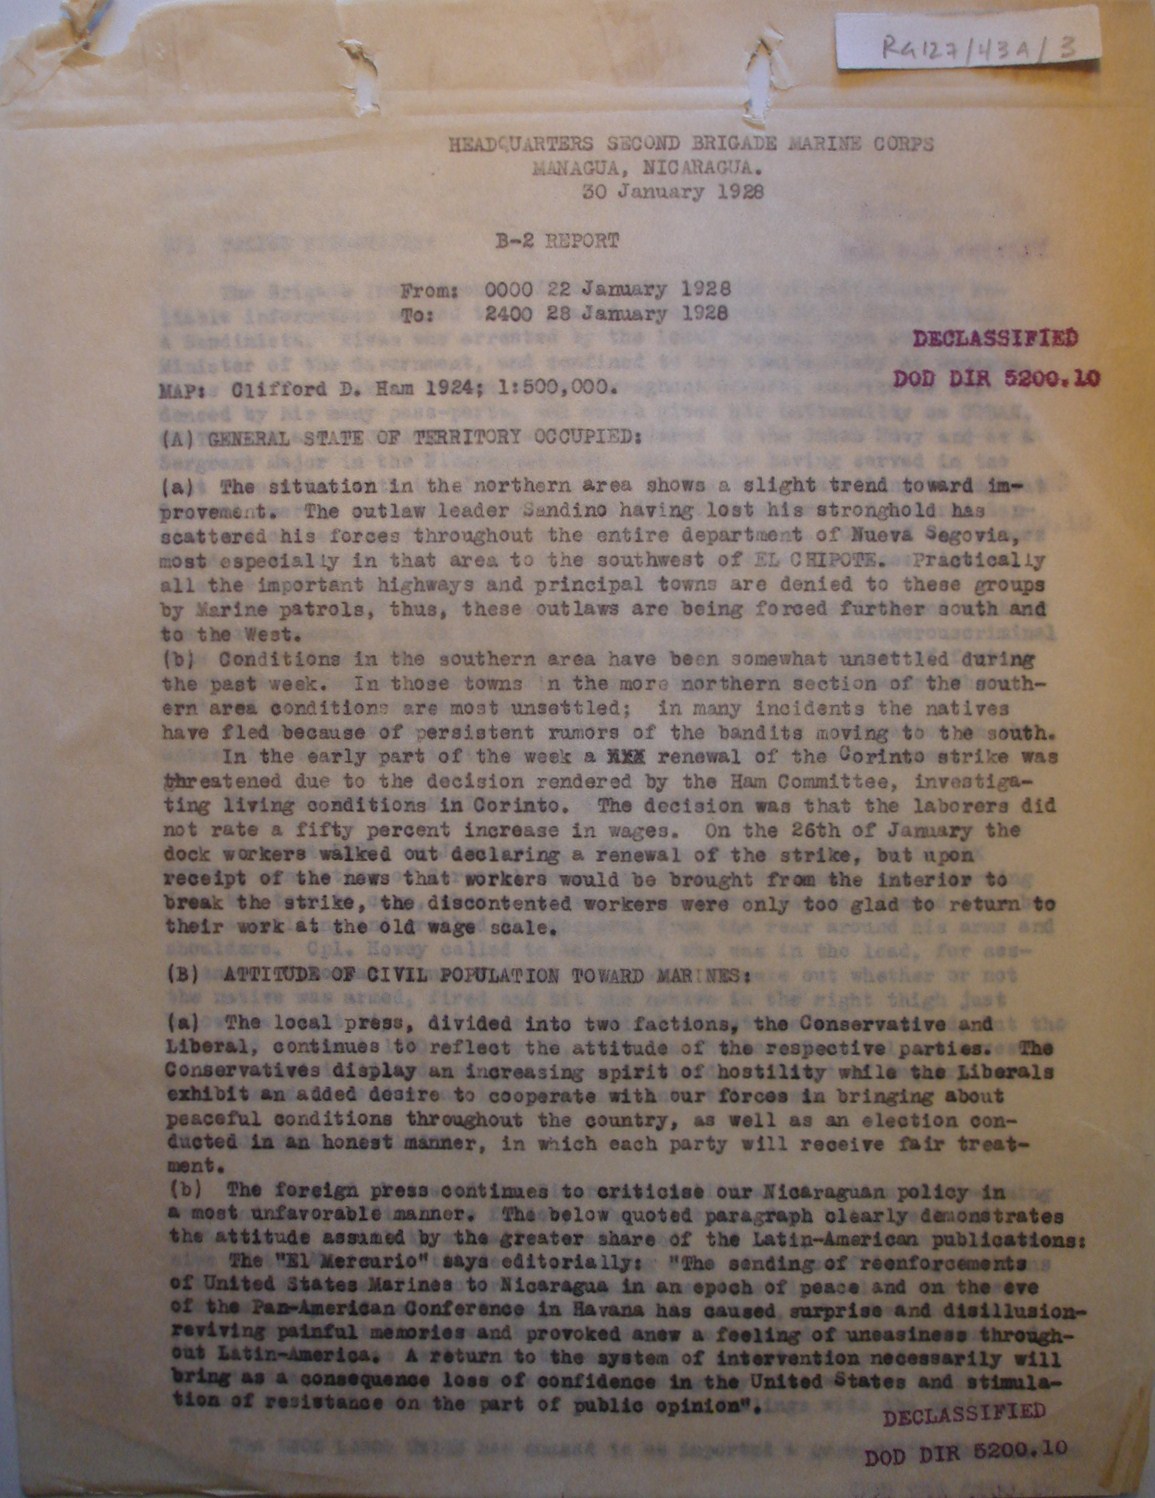 RG127/43A/3
HEADQUARTERS SECOND BRIGADE MARINE CORPS
MANAGUA, NICARAGUA.
30 January 1928
B-2 REPORT
From: 0000 22 January 1928
To: 2400 28 January 1928
DECLASSIFIED
DOD DIR 5200.10
MAP: Clifford D. Ham 1924; 1:500,000.
(A) GENERAL STATE OF TERRITORY OCCUPIED:
(a) The situation in the northern area shows a slight trend toward im-
provement. The outlaw leader Sandino having lost his stronghold has
scattered his forces throughout the entire department of Nueva Segovia,
most especially in that area to the southwest of EL CHIPOTE. Practically
all the important highways and principal towns are denied to these groups
by Marine patrols, thus, these outlaws are being forced further south and
to the West.
(b) Conditions in the southern area have been somewhat unsettled during
the past week. In those towns in the more northern section of the south-
ern area conditions are most unsettled; in many incidents the natives
have fled because of persistent rumors of the bandits moving to the south.
In the early part of the week a XXX renewal of the Corinto strike was
threatened due to the decision rendered by the Ham Committee, investiga-
ting living conditions in Corinto. The decision was that the laborers did
not rate a fifty percent increase in wages. On the 26th of January the
dock workers walked out declaring a renewal of the strike, but upon
receipt of the news that workers would be brought from the interior to
break the strike, the discontented workers were only too glad to return to
their work at the old wage scale.
(B) ATTITUDE OF CIVIL POPULATION TOWARD MARINES:
(a) The local press, divided into two factions, the Conservative and
Liberal, continues to reflect the attitude of the respective parties. The
Conservatives display an increasing spirit of hostility while the Liberals
exhibit an added desire to cooperate with our forces in bringing about
peaceful conditions throughout the country, as well as an election con-
ducted in an honest manner, in which each party will receive fair treat-
ment.
(b) The foreign press continues to criticise our Nicaraguan policy in
a most unfavorable manner. The below quoted paragraph clearly demonstrates
the attitude assumed by the greater share of the Latin-American publications:
The "El Mercurio" says editorially: "The sending of reenforcements
of United States Marines to Nicaragua in an epoch of peace and on the eve
of the Pan-American Conference in Havana has caused surprise and disillusion-
reviving painful memories and provoked anew a feeling of uneasiness through-
out Latin-America. A return to the system of intervention necessarily will
bring as a consequence loss of confidence in the United States and stimula-
tion of resistance on the part of public opinion".
DECLASSIFIED
DOD DIR 5200.10